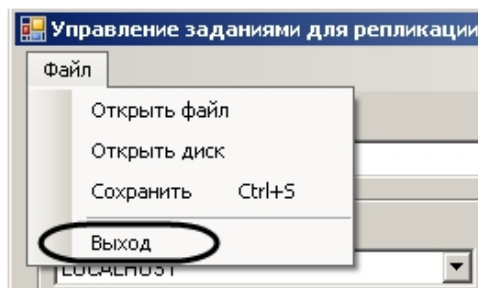 Управление заданиями для репликации
Файл
Открыть файл
Открыть диск
Сохранить Ctrl+S
Выход
LOCALHOST